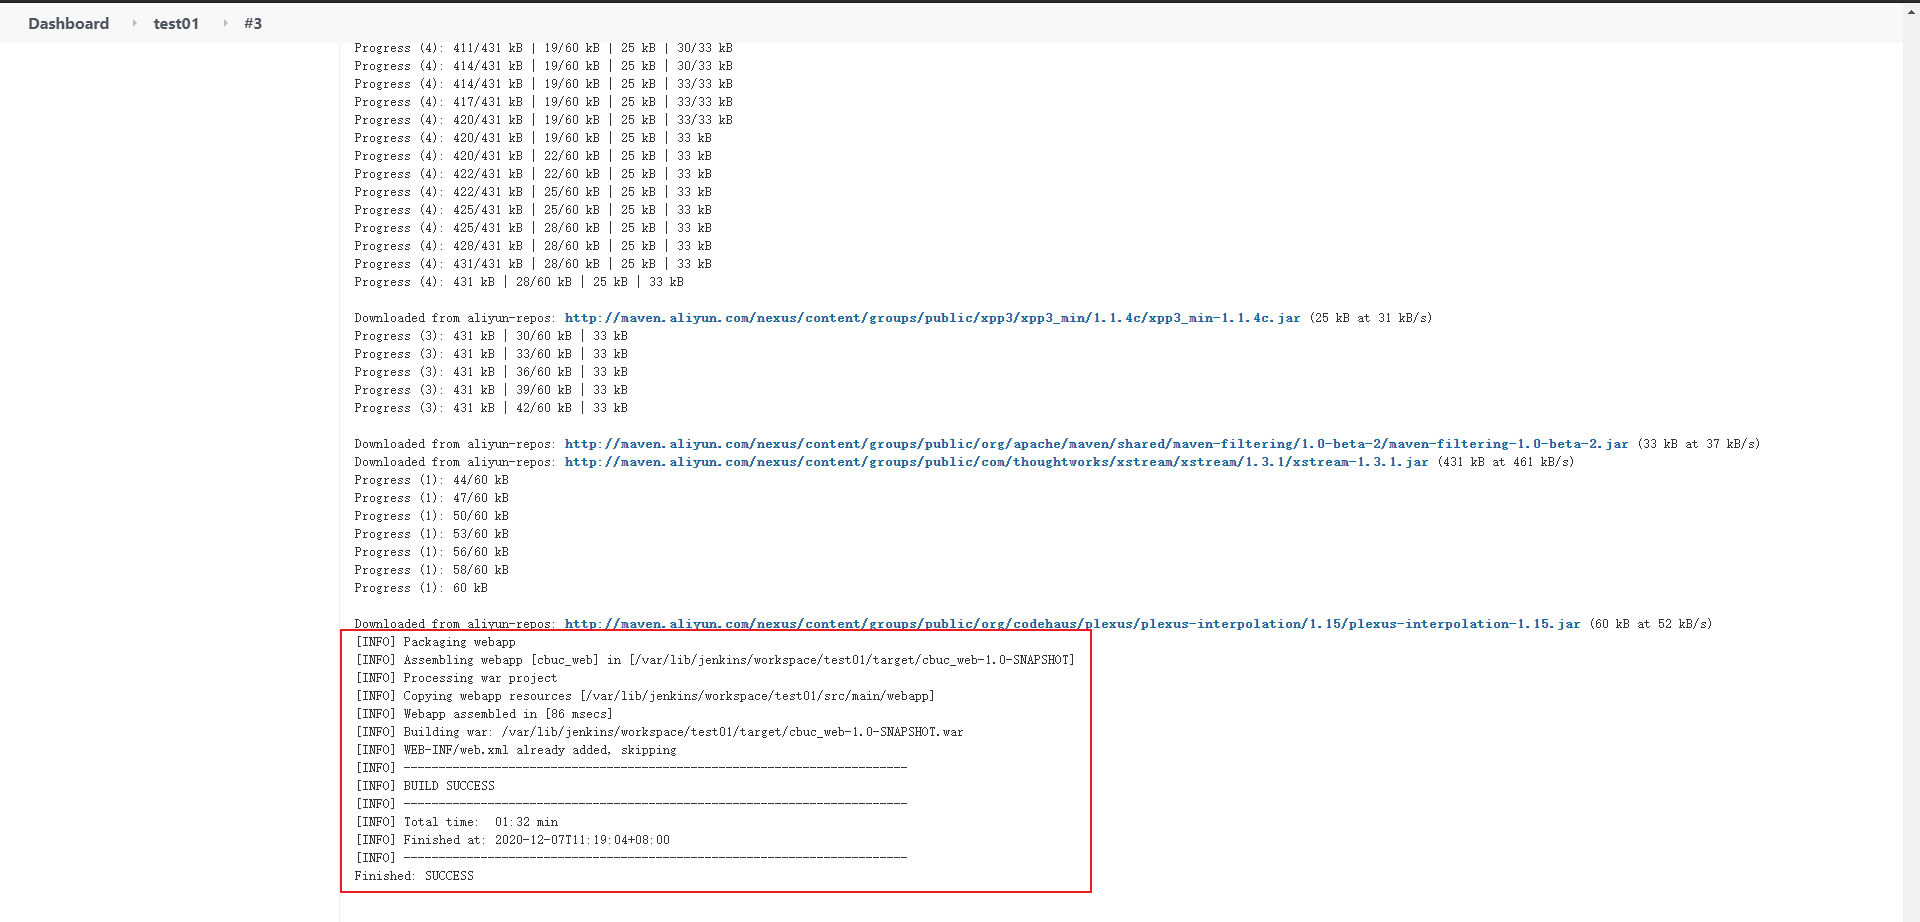 Dashboard test01 #3
Progress (4): 411/431 kB | 19/60 kB | 25 kB | 30/33 kB
Progress (4): 414/431 kB | 19/60 kB | 25 kB | 30/33 kB
Progress (4): 414/431 kB | 19/60 kB | 25 kB | 33/33 kB
Progress (4): 417/431 kB | 19/60 kB | 25 kB | 33/33 kB
Progress (4): 420/431 kB | 19/60 kB | 25 kB | 33/33 kB
Progress (4): 420/431 kB | 19/60 kB | 25 kB | 33 kB
Progress (4): 420/431 kB | 22/60 kB | 25 kB | 33 kB
Progress (4): 422/431 kB | 22/60 kB | 25 kB | 33 kB
Progress (4): 422/431 kB | 25/60 kB | 25 kB | 33 kB
Progress (4): 425/431 kB | 25/60 kB | 25 kB | 33 kB
Progress (4): 425/431 kB | 28/60 kB | 25 kB | 33 kB
Progress (4): 428/431 kB | 28/60 kB | 25 kB | 33 kB
Progress (4): 431/431 kB | 28/60 kB | 25 kB | 33 kB
Progress (4): 431 kB | 28/60 kB | 25 kB | 33 kB
Downloaded from aliyun-repos: http://maven.aliyun.com/nexus/content/groups/public/xpp3/xpp3_min/1.1.4c/xpp3_min-1.1.4c.jar (25 kB at 31 kB/s)
Progress (3): 431 kB | 30/60 kB | 33 kB
Progress (3): 431 kB | 33/60 kB | 33 kB
Progress (3): 431 kB | 36/60 kB | 33 kB
Progress (3): 431 kB | 39/60 kB | 33 kB
Progress (3): 431 kB | 42/60 kB | 33 kB
Downloaded from aliyun-repos: http://maven.aliyun.com/nexus/content/groups/public/org/apache/maven/shared/maven-filtering/1.0-beta-2/maven-filtering-1.0-beta-2.jar (33 kB at 37 kB/s)
Downloaded from aliyun-repos: http://maven.aliyun.com/nexus/content/groups/public/com/thoughtworks/xstream/xstream/1.3.1/xstream-1.3.1.jar (431 kB at 461 kB/s)
Progress (1): 44/60 kB
Progress (1): 47/60 kB
Progress (1): 50/60 kB
Progress (1): 53/60 kB
Progress (1): 56/60 kB
Progress (1): 58/60 kB
Progress (1): 60 kB
Downloaded from aliyun-repos: http://maven.aliyun.com/nexus/content/groups/public/org/codehaus/plexus/plexus-interpolation/1.15/plexus-interpolation-1.15.jar (60 kB at 52 kB/s)
[INFO] Packaging webapp
[INFO] Assembling webapp [cbuc_web] in [/var/lib/jenkins/workspace/test01/target/cbuc_web-1.0-SNAPSHOT]
[INFO] Processing war project
[INFO] Copying webapp resources [/var/lib/jenkins/workspace/test01/src/main/webapp]
[INFO] Webapp assembled in [86 msecs]
[INFO] Building war: /var/lib/jenkins/workspace/test01/target/cbuc_web-1.0-SNAPSHOT.war
[INFO] WEB-INF/web.xml already added, skipping
[INFO] ------------------------------------------------------------------------
[INFO] BUILD SUCCESS
[INFO] ------------------------------------------------------------------------
[INFO] Total time:  01:32 min
[INFO] Finished at: 2020-12-07T11:19:04+08:00
[INFO] ------------------------------------------------------------------------
Finished: SUCCESS